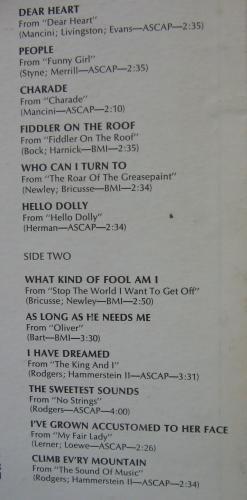 DEAR HEART
From "Dear Heart"
(Mancini; Livingston; Evans—ASCAP—2:35)
PEOPLE
From "Funny Girl"
(Styne; Merrill—ASCAP—2:35)
CHARADE
From "Charade"
(Mancini—ASCAP—2:10)
FIDDLER ON THE ROOF
From "Fiddler On The Roof"
(Bock; Harnick—BMI—2:35)
WHO CAN I TURN TO
From "The Roar Of The Greasepaint"
(Newley; Bricusse—BMI—2:34)
HELLO DOLLY
From "Hello Dolly"
(Herman—ASCAP—2:34)
SIDE TWO
WHAT KIND OF FOOL AM I
From "Stop The World I Want To Get Off"
(Bricusse; Newley—BMI—2:50)
AS LONG AS HE NEEDS ME
From "Oliver"
(Bart—BMI—3:30)
I HAVE DREAMED
From "The King And I"
(Rodgers; Hammerstein II—ASCAP—3:31)
THE SWEETEST SOUNDS
From "No Strings"
(Rodgers—ASCAP—4:00)
I'VE GROWN ACCUSTOMED TO HER FACE
From "My Fair Lady"
(Lerner; Loewe—ASCAP—2:26)
CLIMB EV'RY MOUNTAIN
From "The Sound Of Music"
(Rodgers; Hammerstein II—ASCAP—2:34)